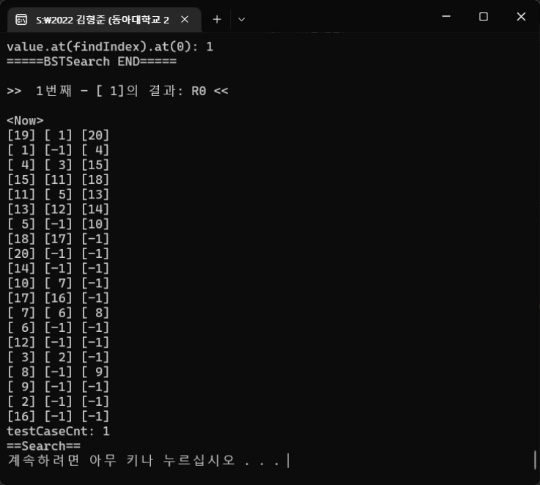 S:₩2022 김형준 (동아대학교 2
value.at(findIndex).at(0): 1
=====BSTSearch END=====
>>  1번째 - [ 1]의 결과: R0 <<
<Now>
[19] [ 1] [20]
[ 1] [-1] [ 4]
[ 4] [ 3] [15]
[15] [11] [18]
[11] [ 5] [13]
[13] [12] [14]
[ 5] [-1] [10]
[18] [17] [-1]
[20] [-1] [-1]
[14] [-1] [-1]
[10] [ 7] [-1]
[17] [16] [-1]
[ 7] [ 6] [ 8]
[ 6] [-1] [-1]
[12] [-1] [-1]
[ 3] [ 2] [-1]
[ 8] [-1] [ 9]
[ 9] [-1] [-1]
[ 2] [-1] [-1]
[16] [-1] [-1]
testCaseCnt: 1
==Search==
계속하려면 아무 키나 누르십시오 . . .